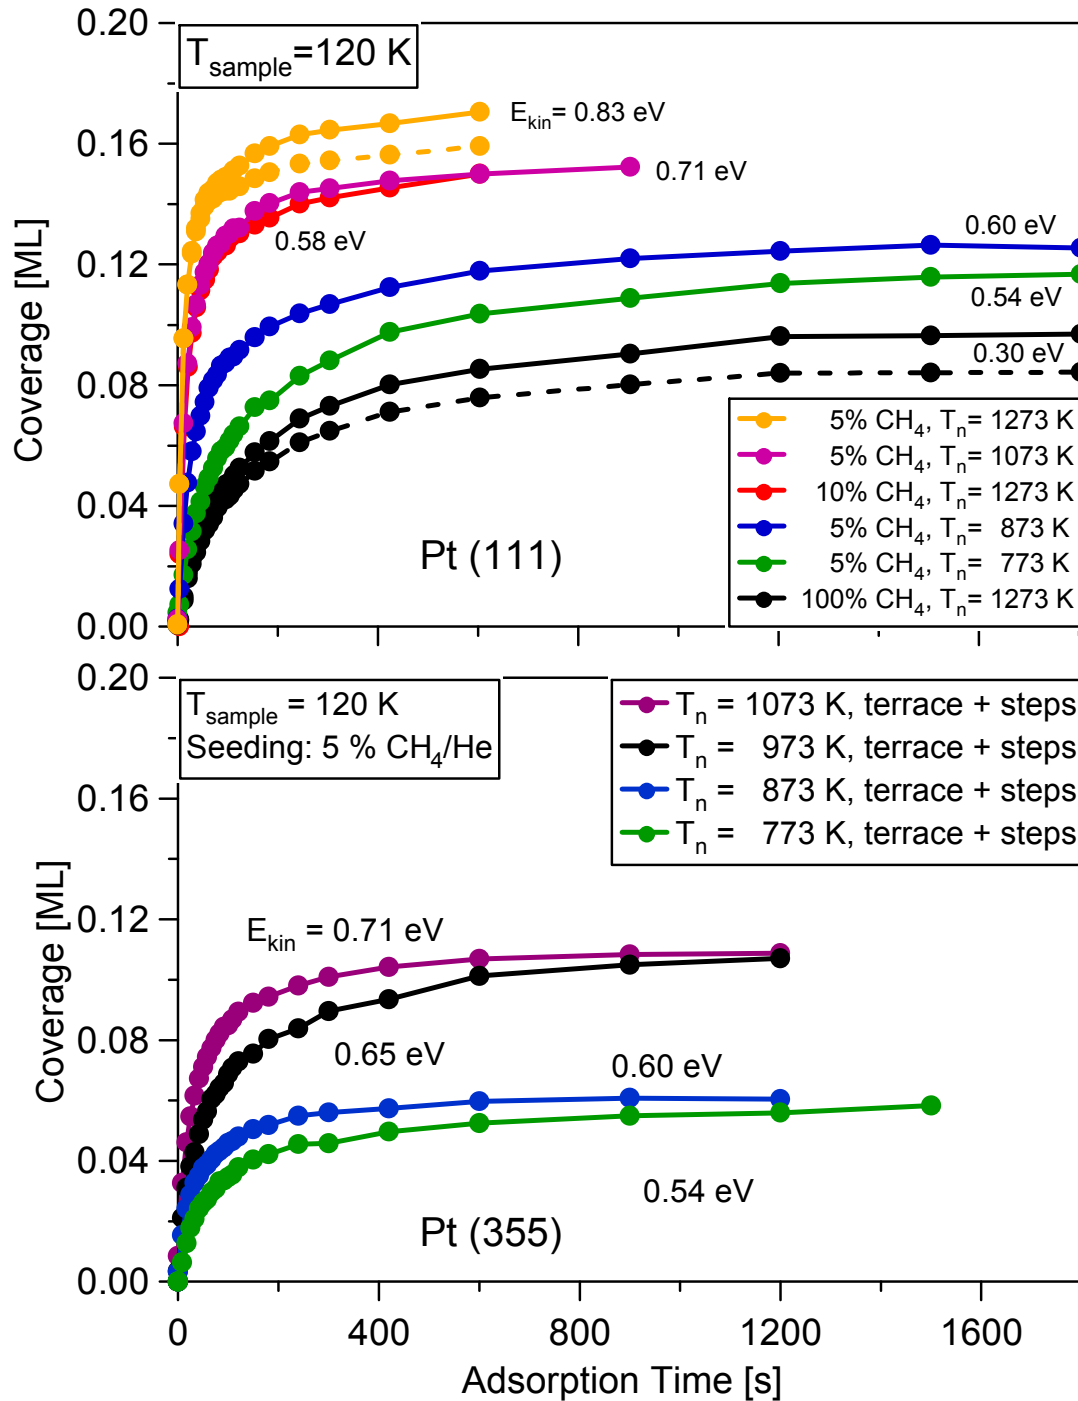 0.20
T_sample=120 K
E_kin= 0.83 eV
0.16
0.71 eV
0.58 eV
0.60 eV
0.12
0.54 eV
0.30 eV
0.08
Coverage [ML]
5% CH4, Tn= 1273 K
5% CH4, Tn= 1073 K
10% CH4, Tn= 1273 K
5% CH4, Tn= 873 K
5% CH4, Tn= 773 K
100% CH4, Tn= 1273 K
0.04
Pt (111)
0.00
0.20
T_sample = 120 K
Seeding: 5 % CH4/He
Tn = 1073 K, terrace + steps
Tn = 973 K, terrace + steps
Tn = 873 K, terrace + steps
Tn = 773 K, terrace + steps
0.16
0.12
E_kin = 0.71 eV
Coverage [ML]
0.08
0.65 eV
0.60 eV
0.04
0.54 eV
Pt (355)
0.00
0 400 800 1200 1600
Adsorption Time [s]